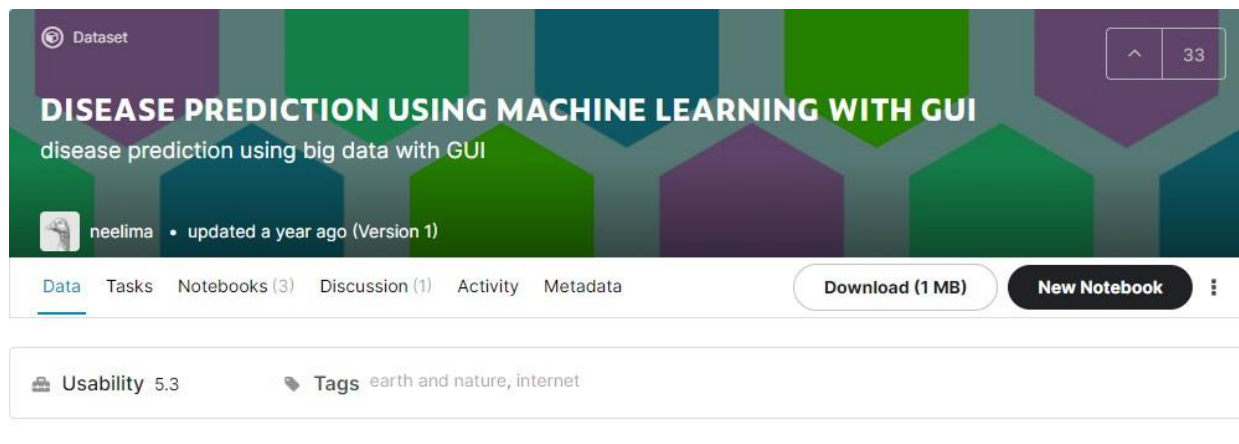 Dataset
33
DISEASE PREDICTION USING MACHINE LEARNING WITH GUI
disease prediction using big data with GUI
neelima • updated a year ago (Version 1)
Data Tasks Notebooks (3) Discussion (1) Activity Metadata Download (1 MB) New Notebook
Usability 5.3 Tags earth and nature, internet